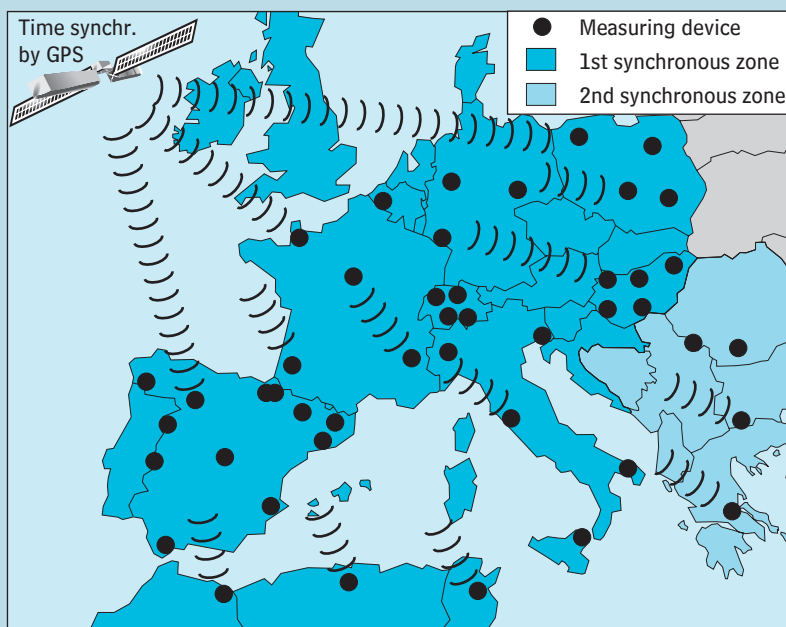 Time synchr.
by GPS
Measuring device
1st synchronous zone
2nd synchronous zone